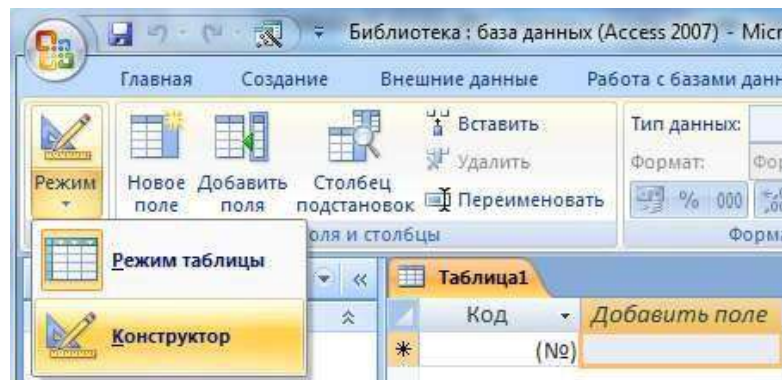 Библиотека : база данных (Access 2007) - Micr
Главная Создание Внешние данные Работа с базами данн
Режим
Новое поле
Добавить поля
Столбец подстановок
Вставить
Удалить
Переименовать
Тип данных:
Формат: Фор
% 000
оля и столбцы
Форма
Режим таблицы
Конструктор
Таблица1
Код Добавить поле
(№)